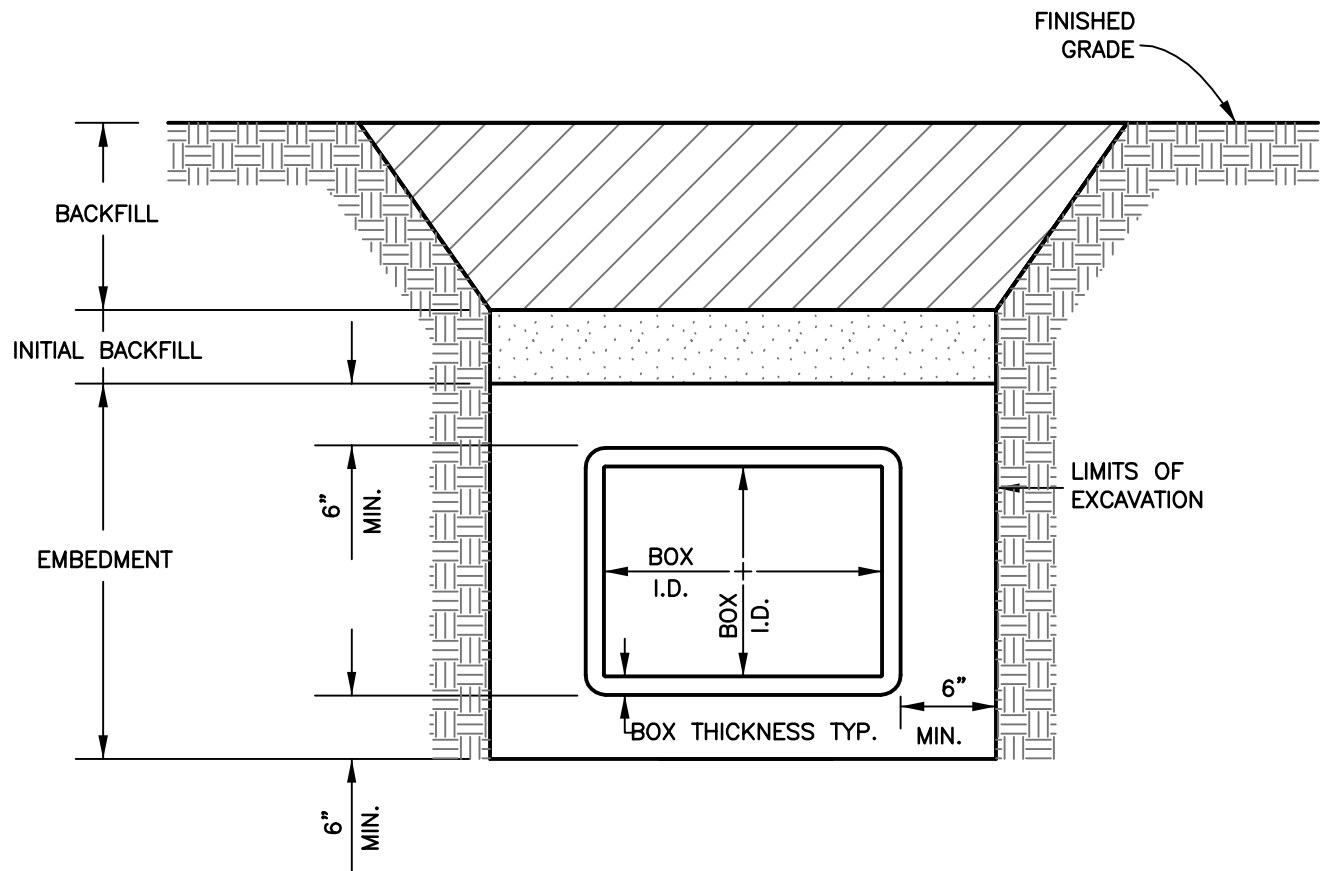 FINISHED
GRADE
BACKFILL
INITIAL BACKFILL
EMBEDMENT
6"
MIN.
LIMITS OF
EXCAVATION
BOX
I.D.
BOX
I.D.
6"
MIN.
BOX THICKNESS TYP.
6"
MIN.